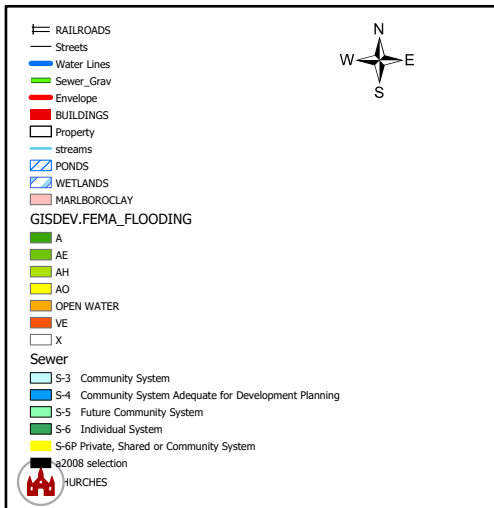 RAILROADS
Streets
Water Lines
Sewer_Grav
Envelope
BUILDINGS
Property
streams
PONDS
WETLANDS
MARLBOROCLAY
GISDEV.FEMA_FLOODING
A
AE
AH
AO
OPEN WATER
VE
X
Sewer
S-3 Community System
S-4 Community System Adequate for Development Planning
S-5 Future Community System
S-6 Individual System
S-6P Private, Shared or Community System
a2008 selection
HURCHES
N
W E
S